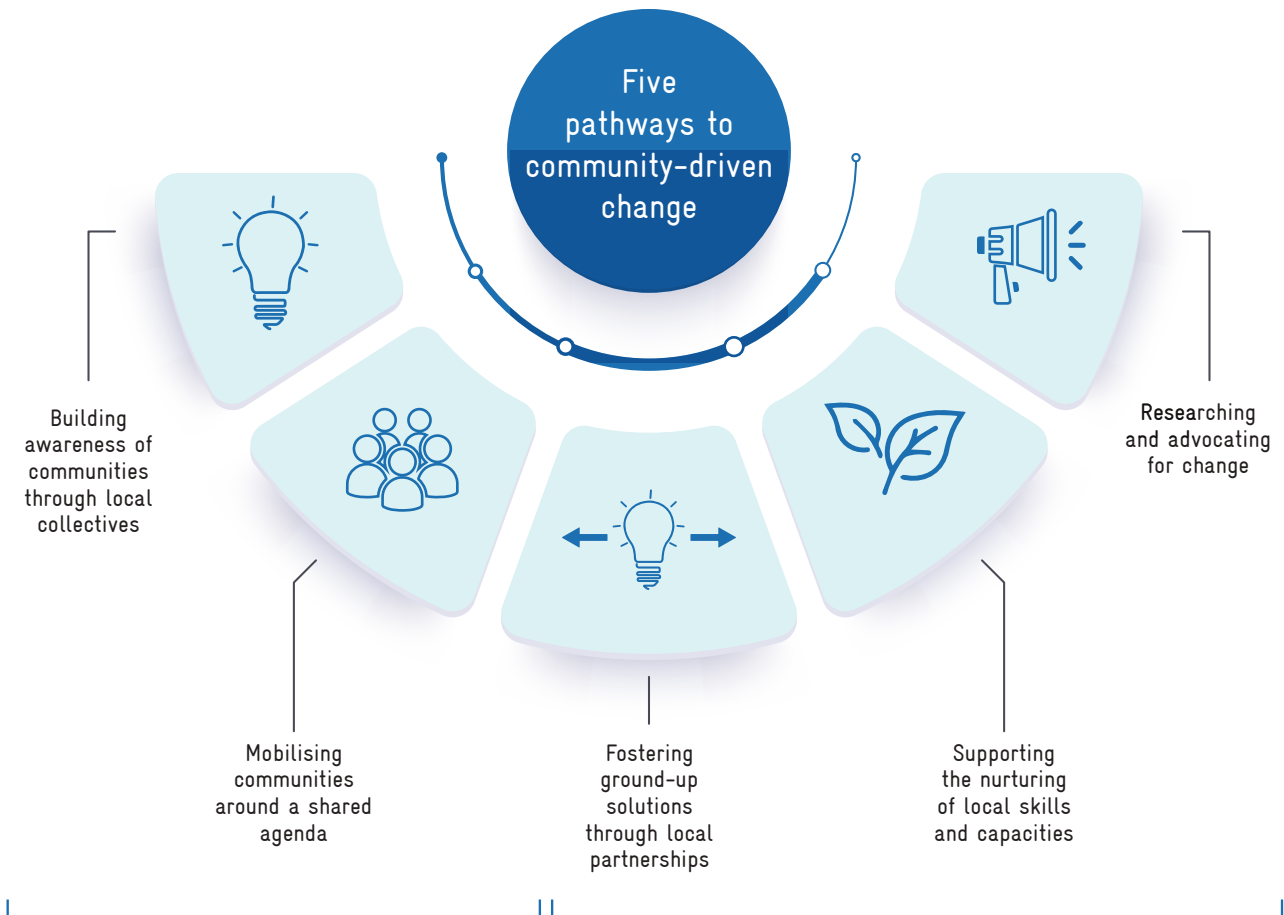 Five
pathways to
community-driven
change
Building
awareness of
communities
through local
collectives
Mobilising
communities
around a shared
agenda
Fostering
ground-up
solutions
through local
partnerships
Supporting
the nurturing
of local skills
and capacities
Researching
and advocating
for change